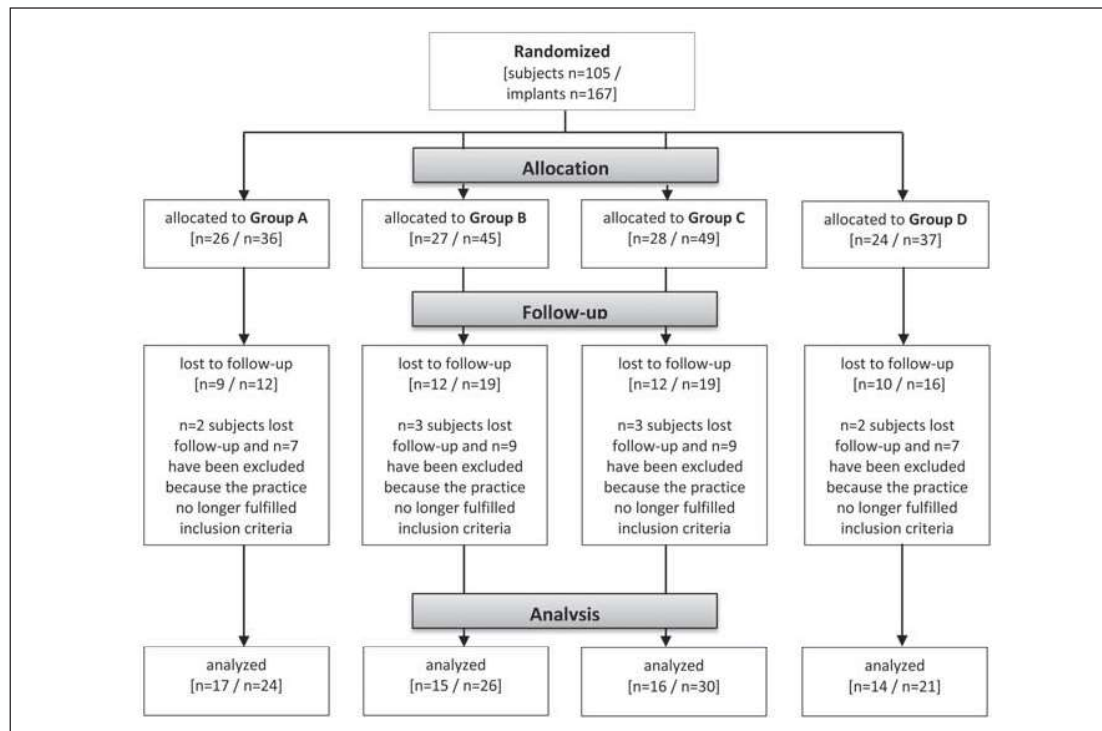 Randomized
[subjects n=105 /
implants n=167]
Allocation
allocated to Group A
[n=26 / n=36]
allocated to Group B
[n=27 / n=45]
allocated to Group C
[n=28 / n=49]
allocated to Group D
[n=24 / n=37]
Follow-up
lost to follow-up
[n=9 / n=12]
n=2 subjects lost
follow-up and n=7
have been excluded
because the practice
no longer fulfilled
inclusion criteria
lost to follow-up
[n=12 / n=19]
n=3 subjects lost
follow-up and n=9
have been excluded
because the practice
no longer fulfilled
inclusion criteria
lost to follow-up
[n=12 / n=19]
n=3 subjects lost
follow-up and n=9
have been excluded
because the practice
no longer fulfilled
inclusion criteria
lost to follow-up
[n=10 / n=16]
n=2 subjects lost
follow-up and n=7
have been excluded
because the practice
no longer fulfilled
inclusion criteria
Analysis
analyzed
[n=17 / n=24]
analyzed
[n=15 / n=26]
analyzed
[n=16 / n=30]
analyzed
[n=14 / n=21]